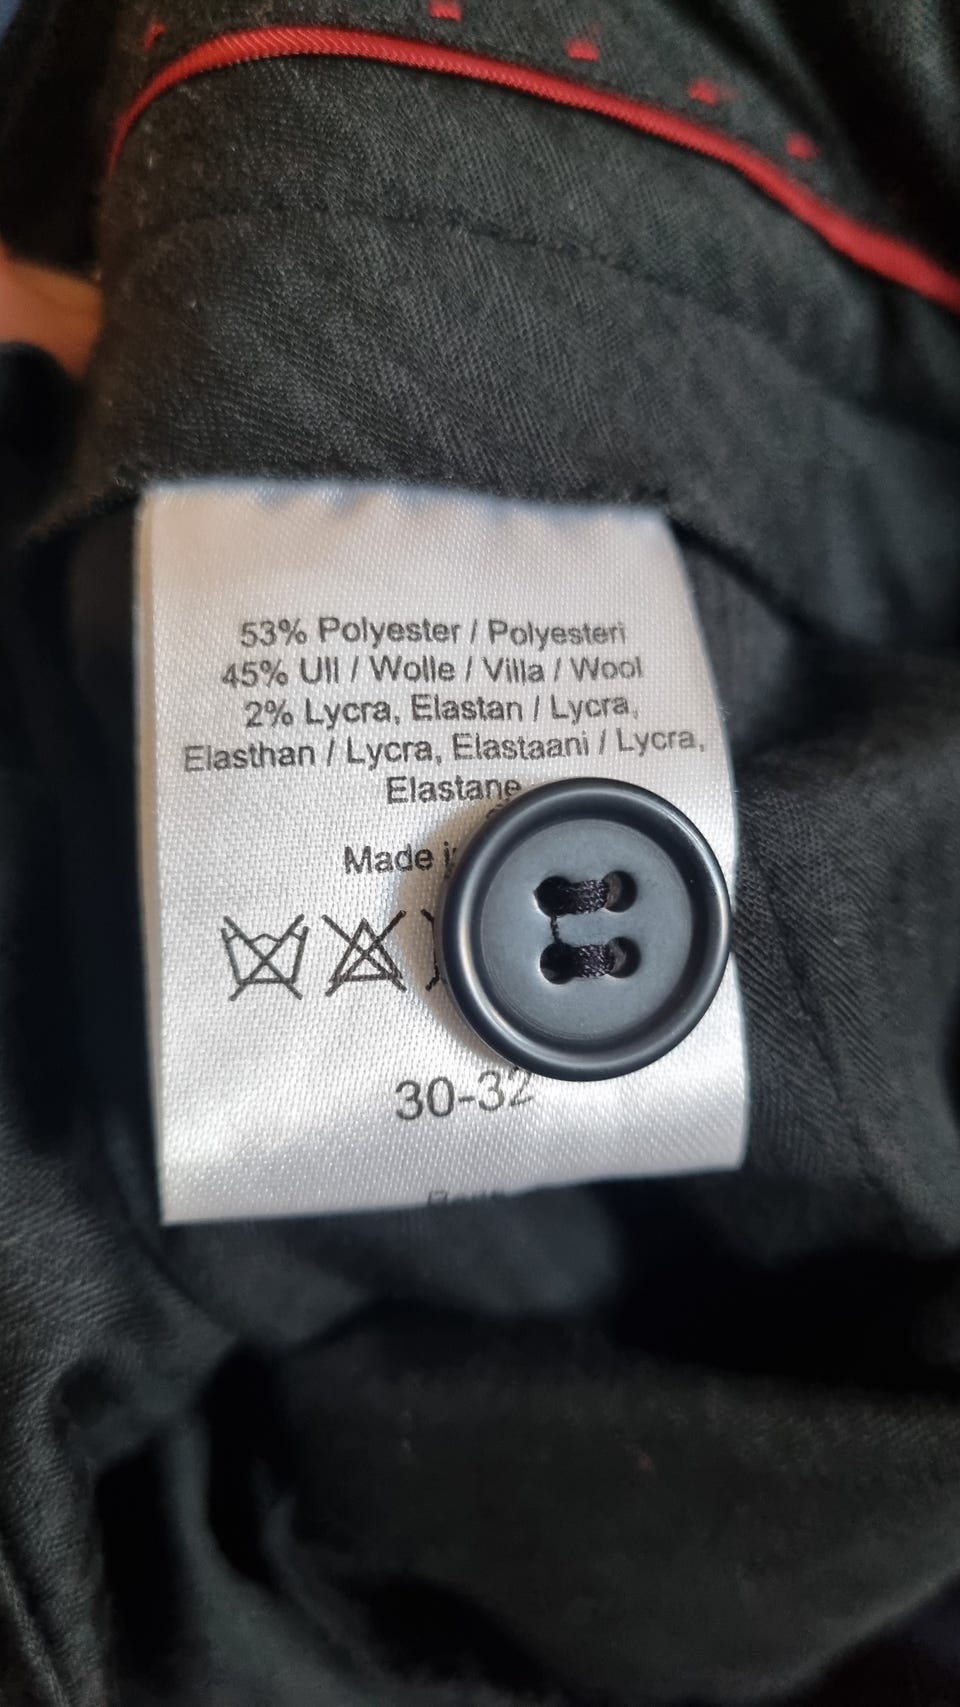 53% Polyester / Polyesteri
45% Ull / Wolle / Villa / Wool
2% Lycra, Elastan / Lycra,
Elasthan / Lycra, Elastaani / Lycra,
Elastane
Made
30-32